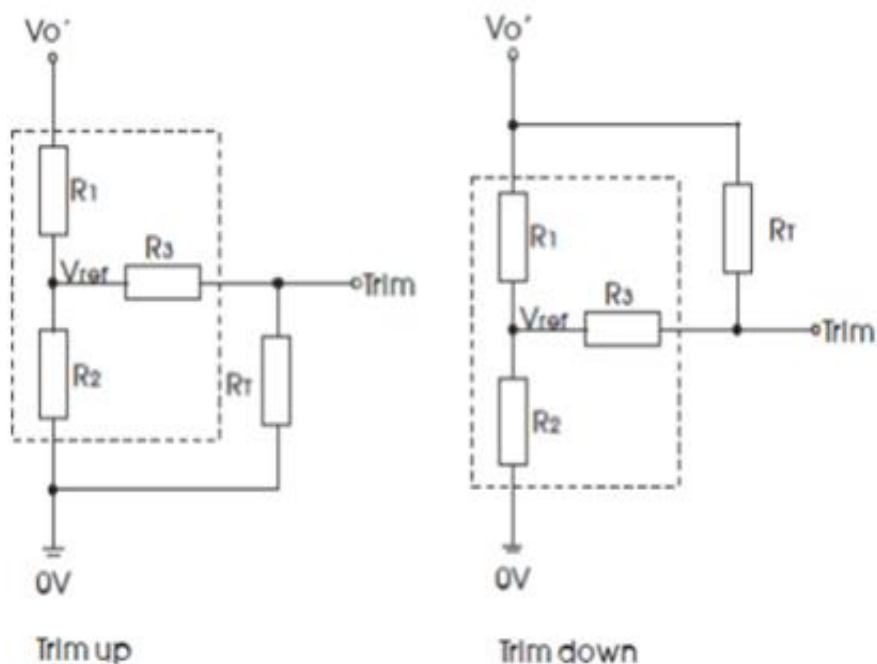 Vo'
R1
Vref
R3
Trim
R2
RT
0V
Trim up
Vo'
R1
RT
R3
Vref
Trim
R2
0V
Trim down